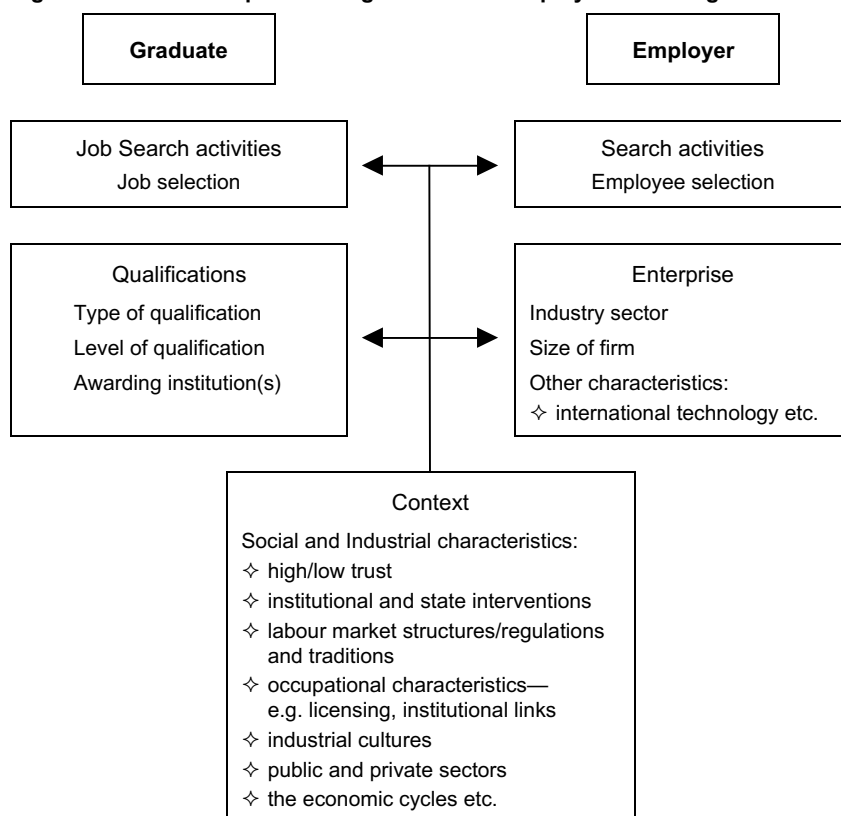 Graduate
Employer
Job Search activities
Job selection
Search activities
Employee selection
Qualifications
Type of qualification
Level of qualification
Awarding institution(s)
Enterprise
Industry sector
Size of firm
Other characteristics:
✧ international technology etc.
Context
Social and Industrial characteristics:
✧ high/low trust
✧ institutional and state interventions
✧ labour market structures/regulations
and traditions
✧ occupational characteristics—
e.g. licensing, institutional links
✧ industrial cultures
✧ public and private sectors
✧ the economic cycles etc.